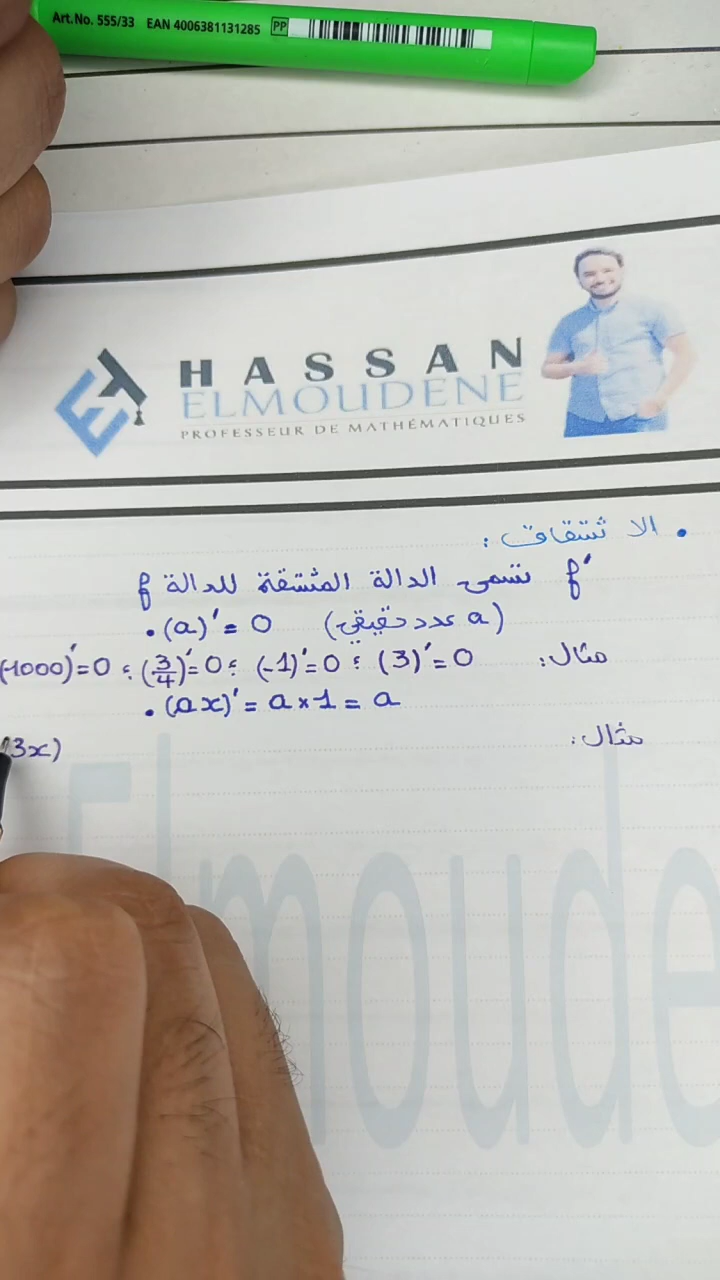 Art.No. 555/33 EAN 4006381131285 PP
HASSAN
ELMOUDENE
PROFESSEUR DE MATHÉMATIQUES
• الاشتقاق :
f′ تسمى الدالة المشتقة للدالة f
• (a)′ = 0 (a عدد حقيقي)
مثال: (3)′=0 ; (-1)′=0 ; (3/4)′=0 ; (-1000)′=0
• (ax)′ = a × 1 = a
مثال:
(3x)
Elmoude